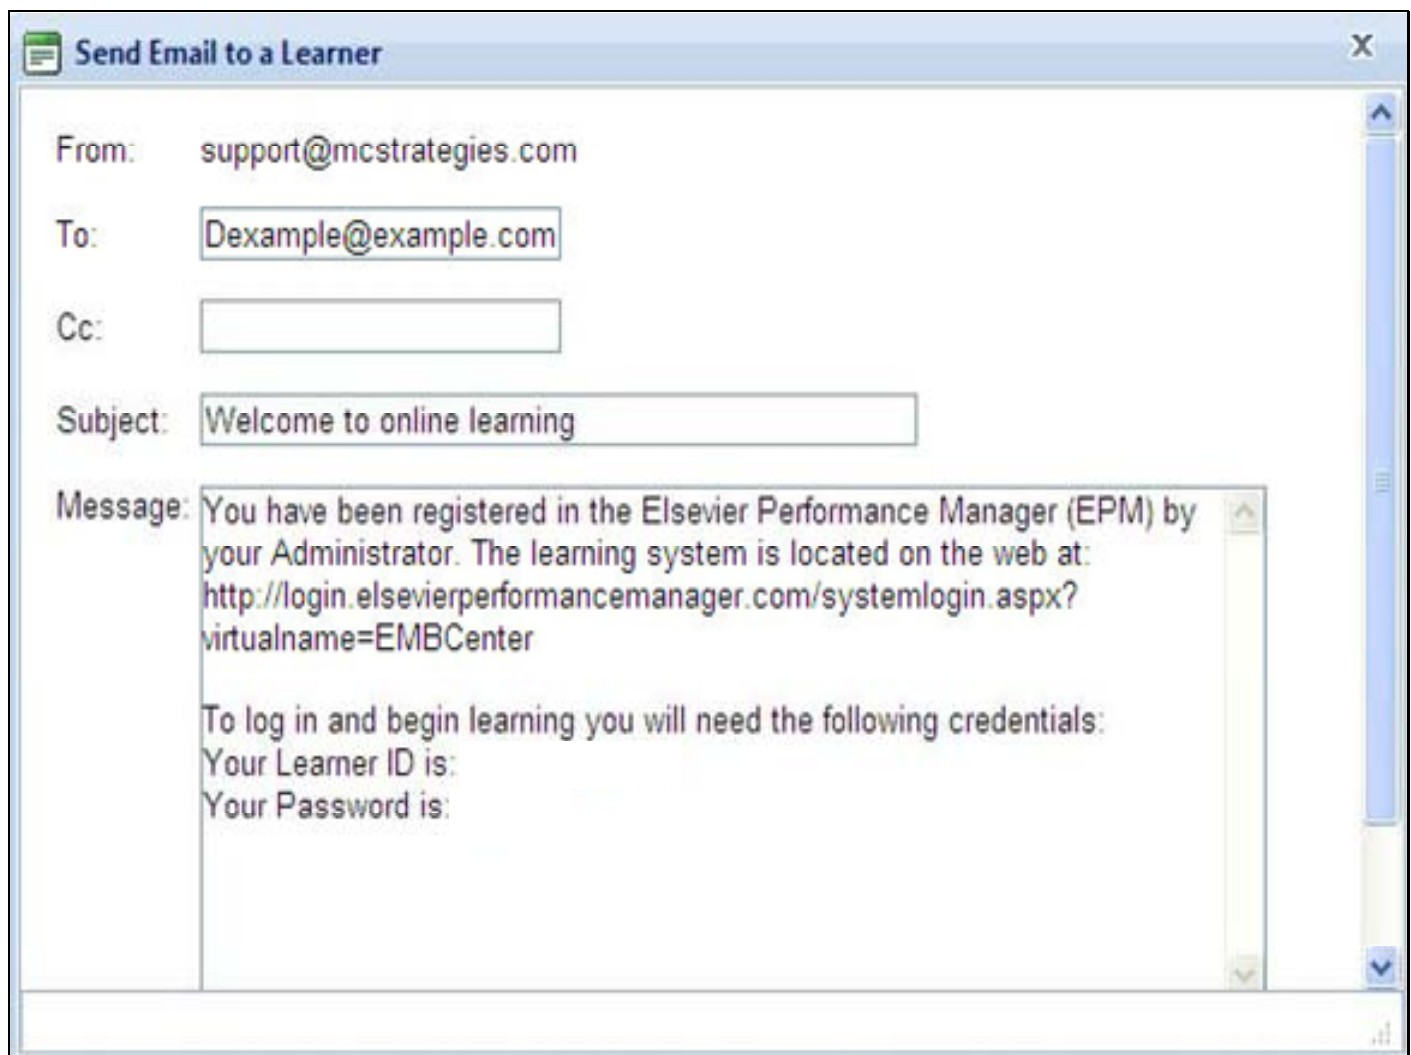 Send Email to a Learner
X
From: support@mcstrategies.com
To: Dexample@example.com
Cc:
Subject: Welcome to online learning
Message: You have been registered in the Elsevier Performance Manager (EPM) by
your Administrator. The learning system is located on the web at:
http://login.elsevierperformancemanager.com/systemlogin.aspx?
virtualname=EMBCenter
To log in and begin learning you will need the following credentials:
Your Learner ID is:
Your Password is: